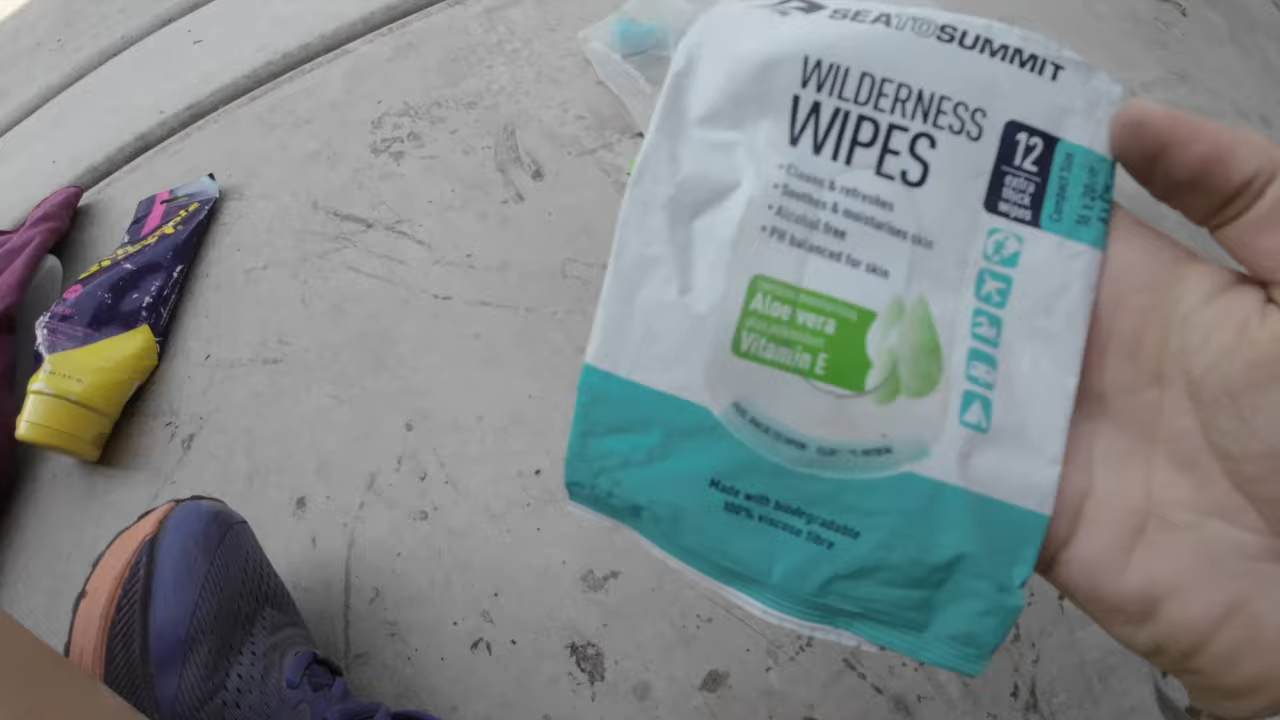 SEATOSUMMIT
WILDERNESS
WIPES
12
extra
thick
wipes
Compact Size
• Cleans & refreshes
• Soothes & moisturises skin
• Alcohol free
• PH balanced for skin
Aloe vera
Vitamin E
Made with biodegradable
100% viscose fibre